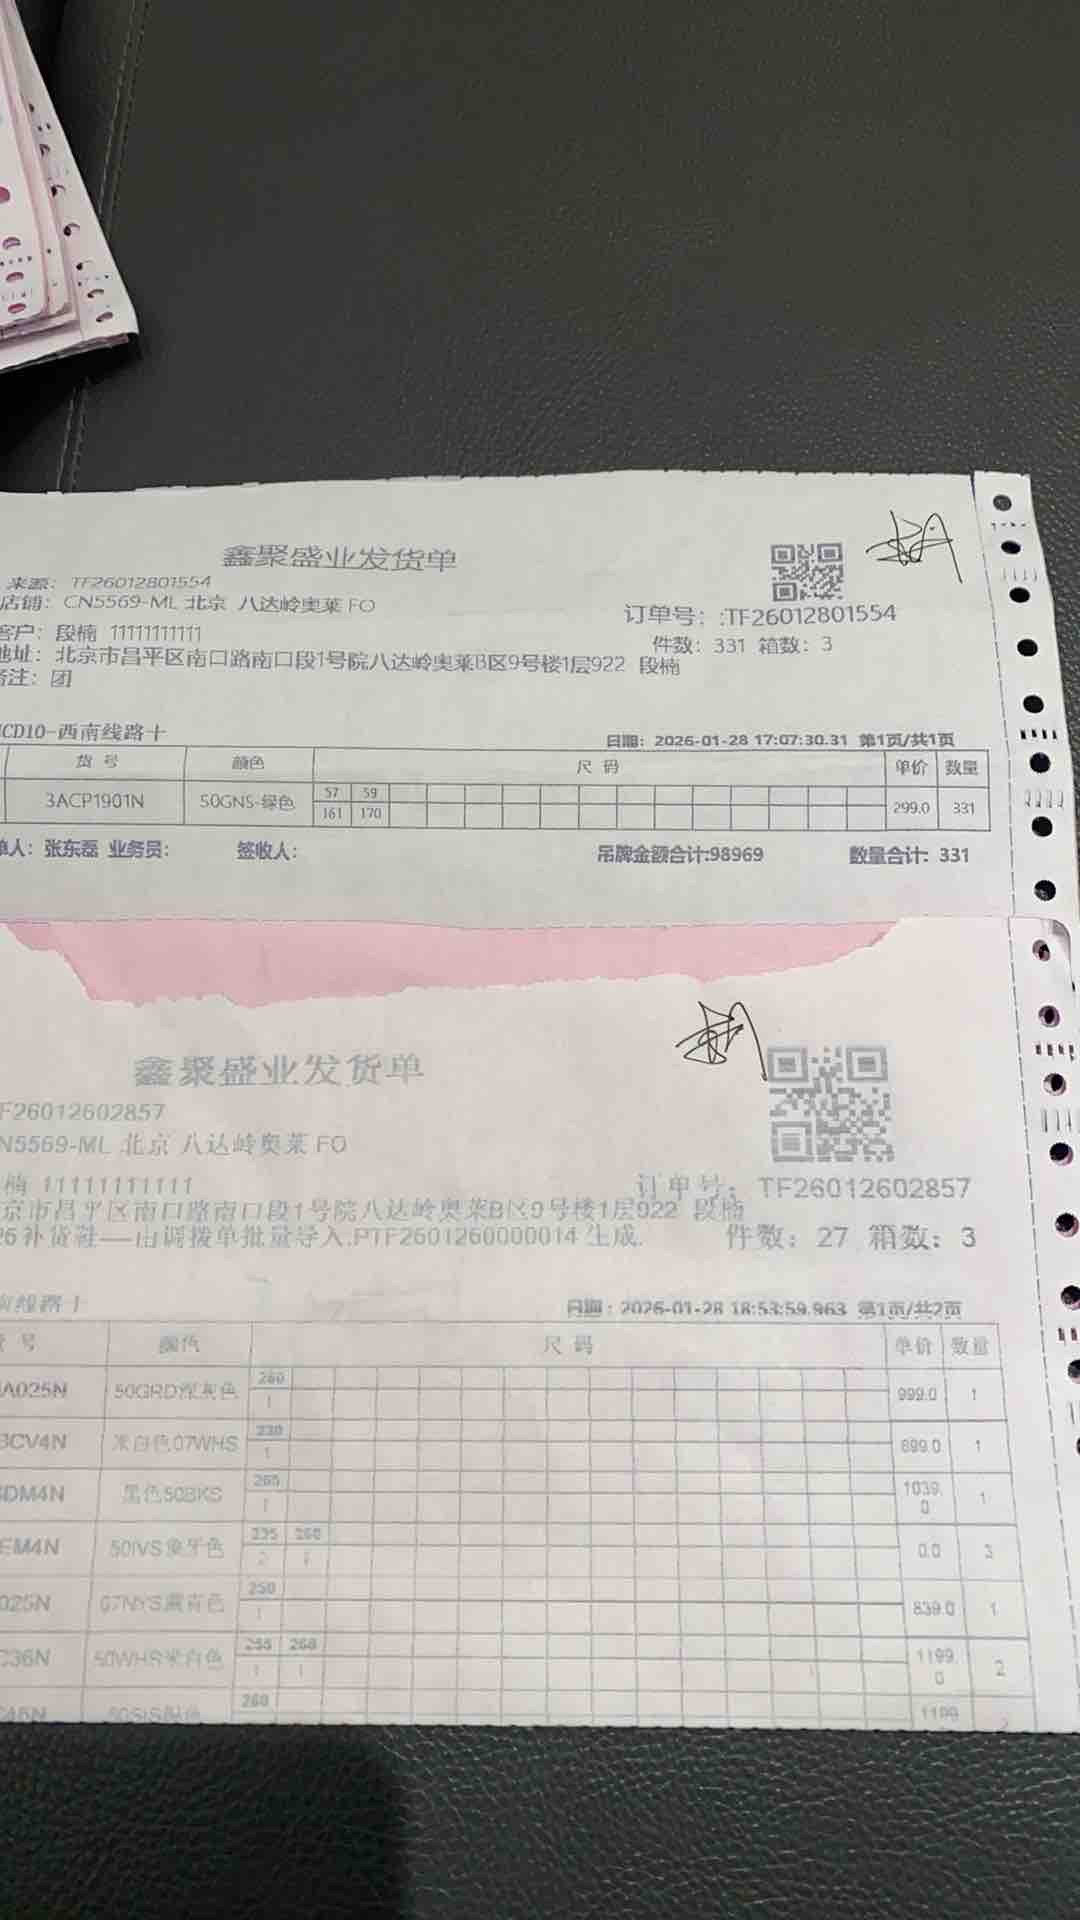 鑫聚盛业发货单
来源: TF26012801554
店铺: CN5569-ML 北京 八达岭奥莱 FO
订单号: :TF26012801554
客户: 段楠 11111111111
件数: 331 箱数: 3
地址: 北京市昌平区南口路南口段1号院八达岭奥莱B区9号楼1层922 段楠
备注: 团
CD10-西南线路十
日期: 2026-01-28 17:07:30.31 第1页/共1页
货号 颜色 尺码 单价 数量
3ACP1901N 50GNS-绿色 57 59 299.0 331
161 170
单人: 张东磊 业务员: 签收人: 吊牌金额合计:98969 数量合计: 331
鑫聚盛业发货单
F26012602857
N5569-ML 北京 八达岭奥莱 FO
楠 11111111111
订单号: TF26012602857
京市昌平区南口路南口段1号院八达岭奥莱B区9号楼1层922 段楠
26补货鞋——由调拨单批量导入,PTF2601260000014 生成.
件数: 27 箱数: 3
南线路十
日期: 2026-01-28 18:53:59.963 第1页/共2页
号 颜色 尺码 单价 数量
A025N 50GRD深灰色 260 999.0 1
1
BCV4N 米白色07WHS 230 899.0 1
1
DM4N 黑色50BKS 265 1039.0 1
1
EM4N 50IVS象牙色 235 260 0.0 3
2 1
025N 07NYS藏青色 250 839.0 1
1
C36N 50WHS米白色 255 260 1199.0 2
1 1
260 1199